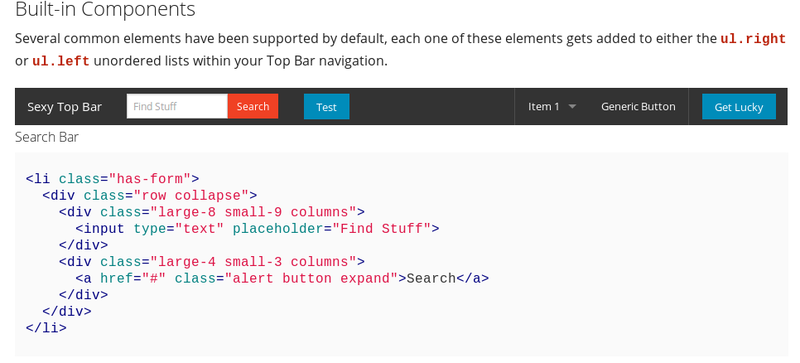 Built-in Components
Several common elements have been supported by default, each one of these elements gets added to either the ul.right
or ul.left unordered lists within your Top Bar navigation.
Sexy Top Bar Find Stuff Search Test Item 1 Generic Button Get Lucky
Search Bar
<li class="has-form">
  <div class="row collapse">
    <div class="large-8 small-9 columns">
      <input type="text" placeholder="Find Stuff">
    </div>
    <div class="large-4 small-3 columns">
      <a href="#" class="alert button expand">Search</a>
    </div>
  </div>
</li>